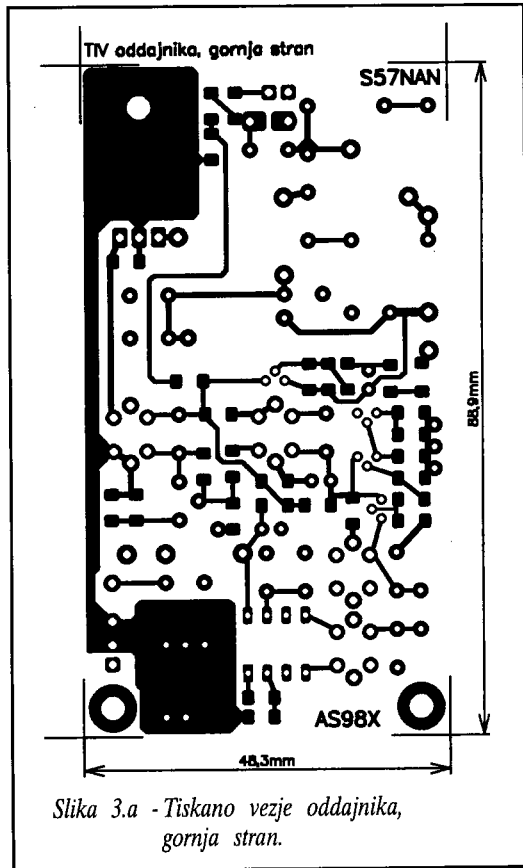 TIV oddajnika, gornja stran
S57NAN
88,9mm
AS98X
48,3mm
Slika 3.a - Tiskano vezje oddajnika,
gornja stran.